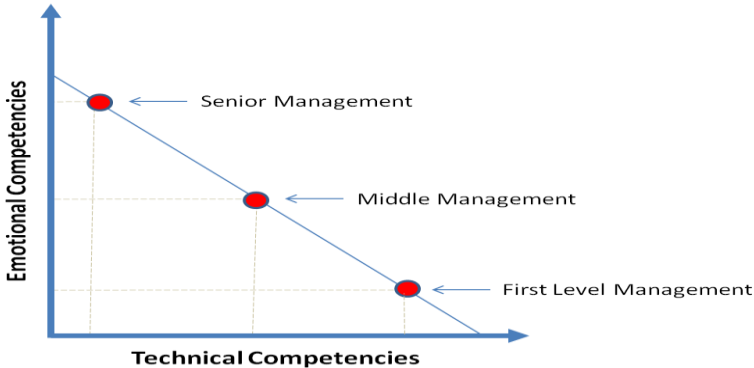 Emotional Competencies
Senior Management
Middle Management
First Level Management
Technical Competencies